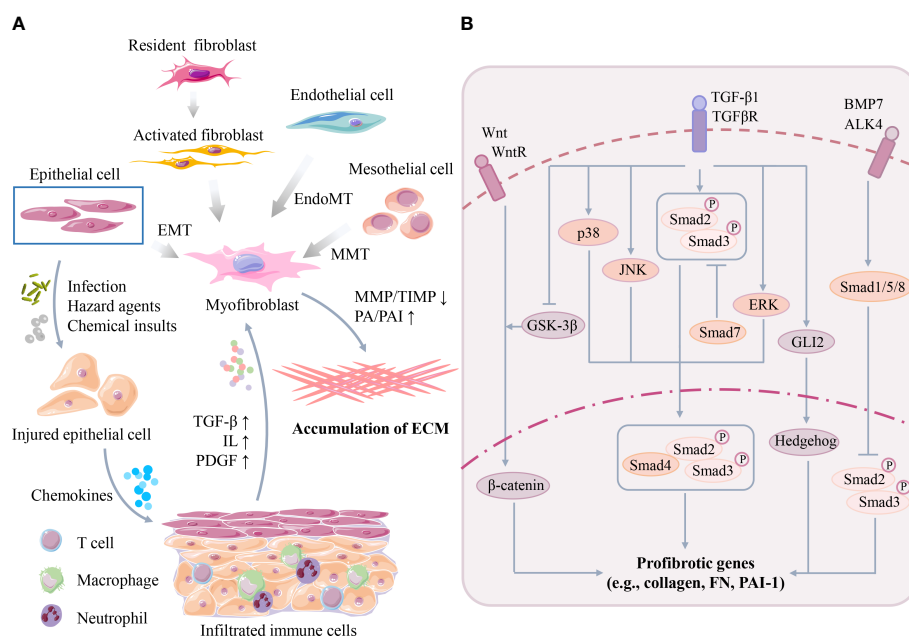 A
Resident fibroblast
Endothelial cell
Activated fibroblast
Mesothelial cell
Epithelial cell
EndoMT
EMT
MMT
Infection
Hazard agents
Chemical insults
Myofibroblast
MMP/TIMP ↓
PA/PAI ↑
TGF-β ↑
IL ↑
PDGF ↑
Accumulation of ECM
Injured epithelial cell
Chemokines
T cell
Macrophage
Neutrophil
Infiltrated immune cells
B
TGF-β1
TGFβR
BMP7
ALK4
Wnt
WntR
P
Smad2
P
Smad3
p38
JNK
ERK
Smad7
Smad1/5/8
GSK-3β
GLI2
Hedgehog
P
Smad2
Smad4
P
Smad3
P
Smad2
P
Smad3
β-catenin
Profibrotic genes
(e.g., collagen, FN, PAI-1)